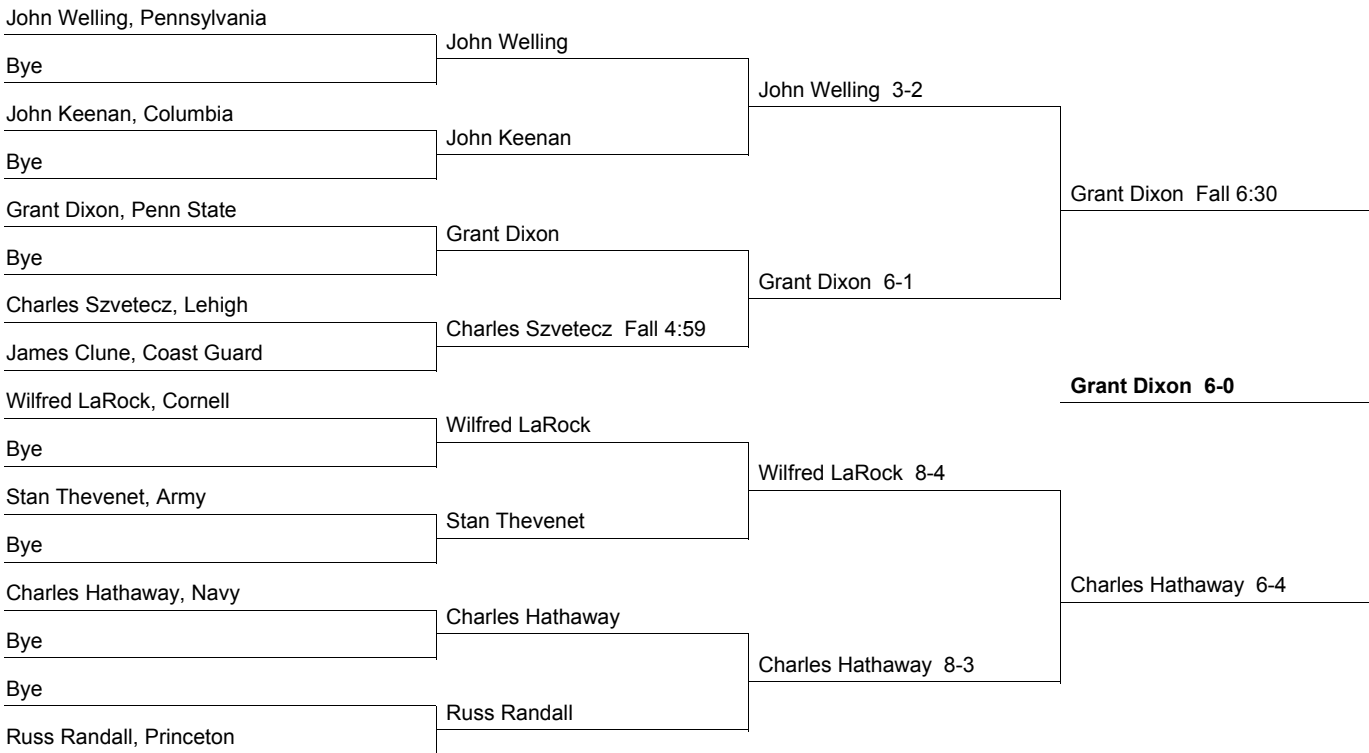 John Welling, Pennsylvania
Bye
John Keenan, Columbia
Bye
Grant Dixon, Penn State
Bye
Charles Szvetecz, Lehigh
James Clune, Coast Guard
Wilfred LaRock, Cornell
Bye
Stan Thevenet, Army
Bye
Charles Hathaway, Navy
Bye
Bye
Russ Randall, Princeton
John Welling
John Keenan
Grant Dixon
Charles Szvetecz Fall 4:59
Wilfred LaRock
Stan Thevenet
Charles Hathaway
Russ Randall
John Welling 3-2
Grant Dixon 6-1
Wilfred LaRock 8-4
Charles Hathaway 8-3
Grant Dixon Fall 6:30
Grant Dixon 6-0
Charles Hathaway 6-4